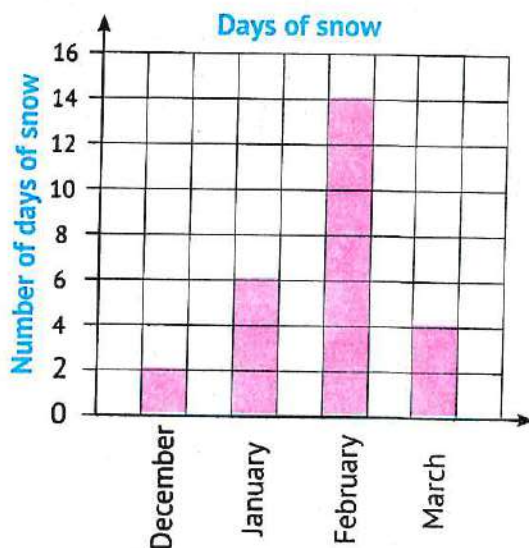 Days of snow
Number of days of snow
16
14
12
10
8
6
4
2
0
December
January
February
March